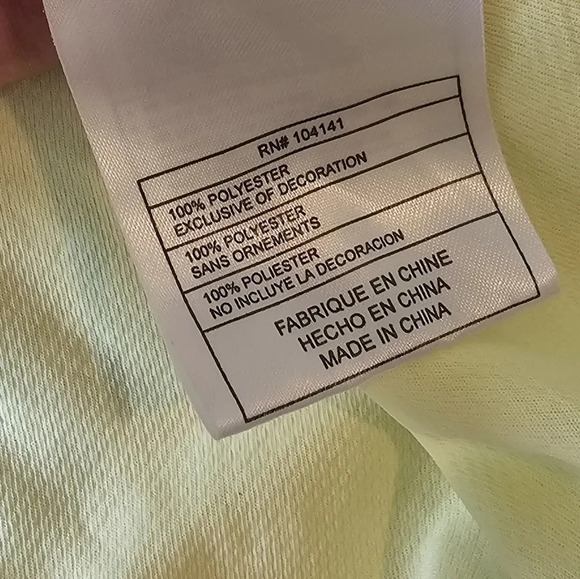 RN# 104141
100% POLYESTER
EXCLUSIVE OF DECORATION
100% POLYESTER
SANS ORNEMENTS
100% POLIESTER
NO INCLUYE LA DECORACION
FABRIQUE EN CHINE
HECHO EN CHINA
MADE IN CHINA